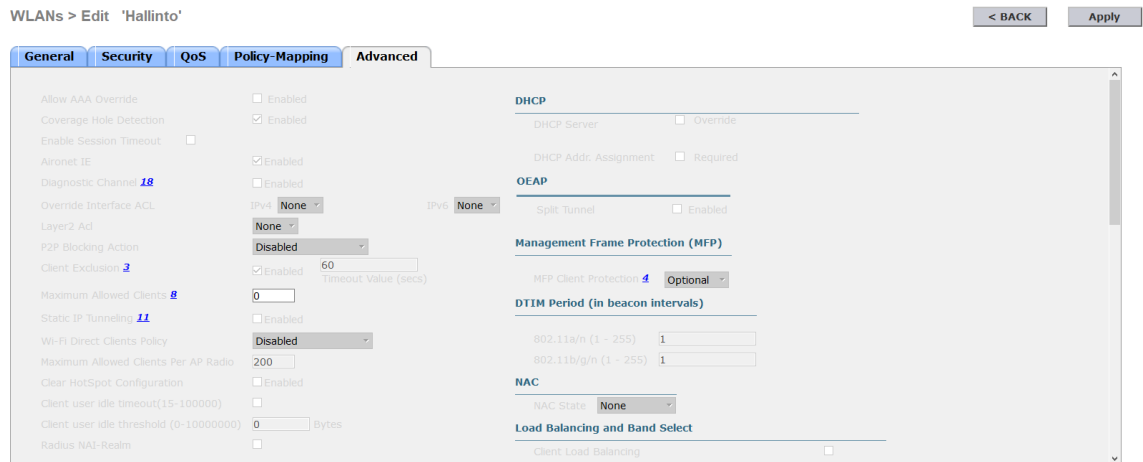 WLANs > Edit 'Hallinto'
< BACK
Apply
General
Security
QoS
Policy-Mapping
Advanced
Allow AAA Override Enabled
Coverage Hole Detection Enabled
Enable Session Timeout
Aironet IE Enabled
Diagnostic Channel 18 Enabled
Override Interface ACL IPv4 None IPv6 None
Layer2 Acl None
P2P Blocking Action Disabled
Client Exclusion 3 Enabled 60
Timeout Value (secs)
Maximum Allowed Clients 8 0
Static IP Tunneling 11 Enabled
Wi-Fi Direct Clients Policy Disabled
Maximum Allowed Clients Per AP Radio 200
Clear HotSpot Configuration Enabled
Client user idle timeout(15-100000)
Client user idle threshold (0-10000000) 0 Bytes
Radius NAI-Realm
DHCP
DHCP Server Override
DHCP Addr. Assignment Required
OEAP
Split Tunnel Enabled
Management Frame Protection (MFP)
MFP Client Protection 4 Optional
DTIM Period (in beacon intervals)
802.11a/n (1 - 255) 1
802.11b/g/n (1 - 255) 1
NAC
NAC State None
Load Balancing and Band Select
Client Load Balancing